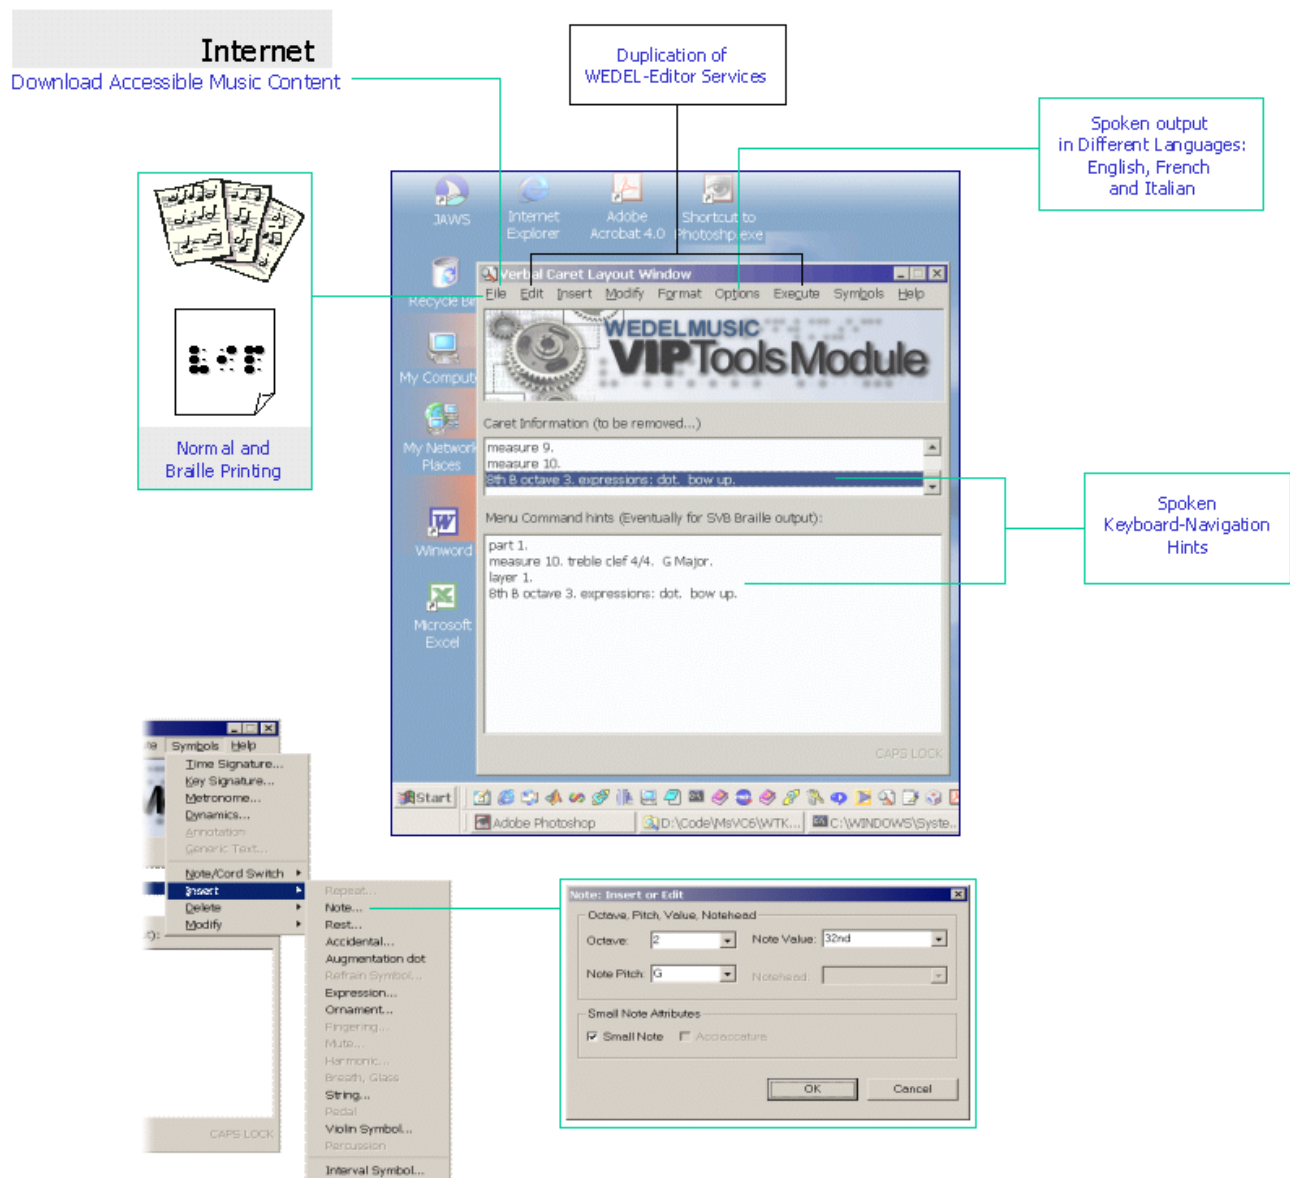 Internet
Download Accessible Music Content
Duplication of
WEDEL-Editor Services
Spoken output
in Different Languages:
English, French
and Italian
Normal and
Braille Printing
JAWS
Internet
Explorer
Adobe
Acrobat 4.0
Shortcut to
Photoshp.exe
Recycle Bin
My Comput
My Network
Places
Winword
Microsoft
Excel
Verbal Caret Layout Window
File Edit Insert Modify Format Options Execute Symbols Help
WEDELMUSIC
VIPToolsModule
Caret Information (to be removed...)
measure 9.
measure 10.
8th B octave 3. expressions: dot. bow up.
Menu Command hints (Eventually for SVB Braille output):
part 1.
measure 10. treble clef 4/4. G Major.
layer 1.
8th B octave 3. expressions: dot. bow up.
CAPS LOCK
Spoken
Keyboard-Navigation
Hints
Start
Adobe Photoshop
D:\Code\MsVC6\WTK...
C:\WINDOWS\Syste..
Symbols Help
Time Signature...
Key Signature...
Metronome...
Dynamics...
Annotation
Generic Text...
Note/Cord Switch
Insert
Delete
Modify
CAPS LOCK
Repeat...
Note...
Rest...
Accidental...
Augmentation dot
Refrain Symbol...
Expression...
Ornament...
Fingering...
Mute...
Harmonic...
Breath, Glass
String...
Pedal
Violin Symbol...
Percussion
Interval Symbol...
Note: Insert or Edit
Octave, Pitch, Value, Notehead
Octave: 2 Note Value: 32nd
Note Pitch: G Notehead:
Small Note Attributes
Small Note Acciaccatura
OK Cancel